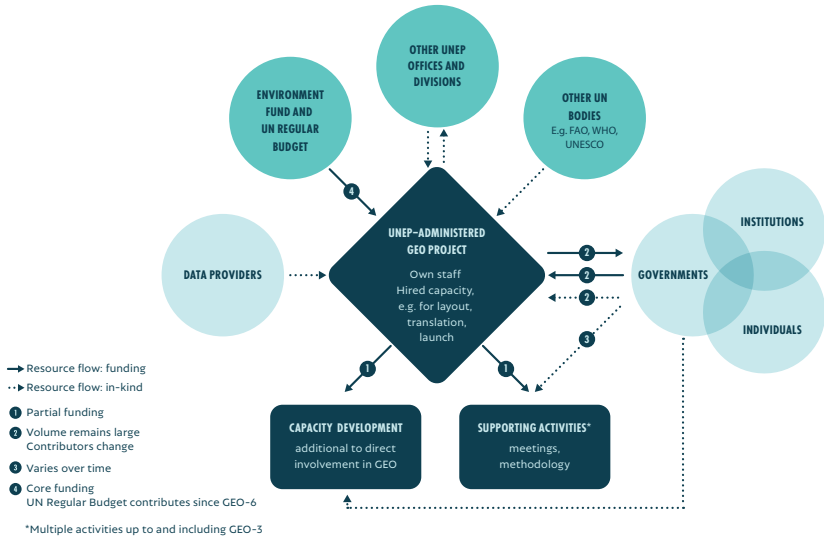 OTHER UNEP
OFFICES AND
DIVISIONS
ENVIRONMENT
FUND AND
UN REGULAR
BUDGET
OTHER UN
BODIES
E.g. FAO, WHO,
UNESCO
4
UNEP–ADMINISTERED
GEO PROJECT
Own staff
Hired capacity,
e.g. for layout,
translation,
launch
DATA PROVIDERS
2
2
2
3
GOVERNMENTS
INSTITUTIONS
INDIVIDUALS
1
1
CAPACITY DEVELOPMENT
additional to direct
involvement in GEO
SUPPORTING ACTIVITIES*
meetings,
methodology
Resource flow: funding
Resource flow: in-kind
1 Partial funding
2 Volume remains large
Contributors change
3 Varies over time
4 Core funding
UN Regular Budget contributes since GEO-6
*Multiple activities up to and including GEO-3